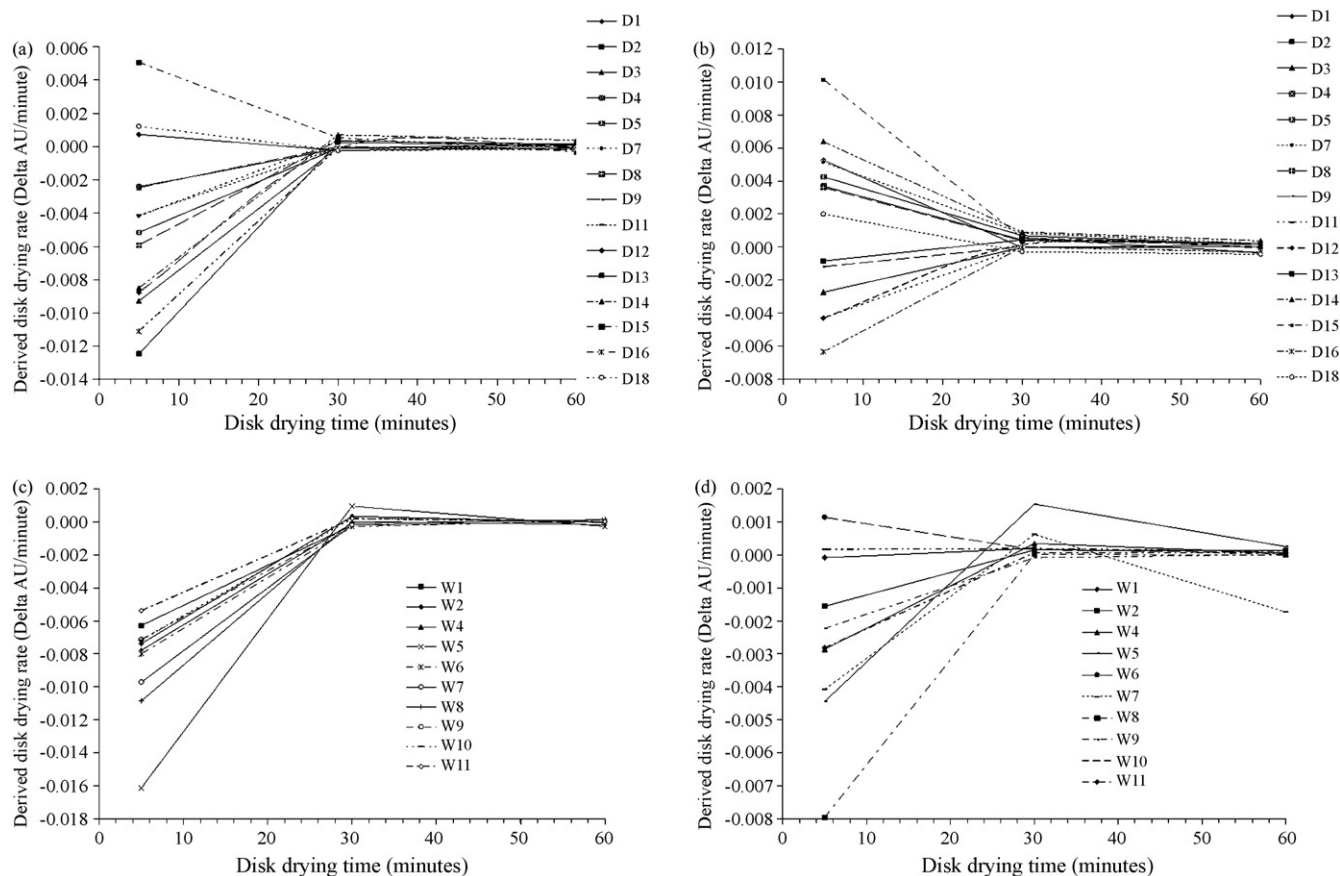 (a)
Derived disk drying rate (Delta AU/minute)
0.006
0.004
0.002
0.000
-0.002
-0.004
-0.006
-0.008
-0.010
-0.012
-0.014
0 10 20 30 40 50 60
Disk drying time (minutes)
D1
D2
D3
D4
D5
D7
D8
D9
D11
D12
D13
D14
D15
D16
D18
(b)
Derived disk drying rate (Delta AU/minute)
0.012
0.010
0.008
0.006
0.004
0.002
0.000
-0.002
-0.004
-0.006
-0.008
0 10 20 30 40 50 60
Disk drying time (minutes)
D1
D2
D3
D4
D5
D7
D8
D9
D11
D12
D13
D14
D15
D16
D18
(c)
Derived disk drying rate (Delta AU/minute)
0.002
0.000
-0.002
-0.004
-0.006
-0.008
-0.010
-0.012
-0.014
-0.016
-0.018
0 10 20 30 40 50 60
Disk drying time (minutes)
W1
W2
W4
W5
W6
W7
W8
W9
W10
W11
(d)
Derived disk drying rate (Delta AU/minute)
0.002
0.001
0.000
-0.001
-0.002
-0.003
-0.004
-0.005
-0.006
-0.007
-0.008
0 10 20 30 40 50 60
Disk drying time (minutes)
W1
W2
W4
W5
W6
W7
W8
W9
W10
W11